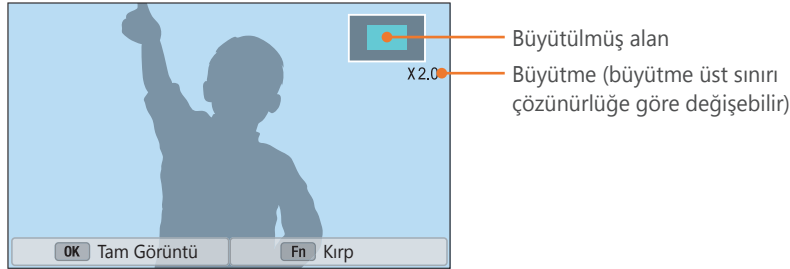 Büyütülmüş alan
X 2.0
Büyütme (büyütme üst sınırı
çözünürlüğe göre değişebilir)
OK Tam Görüntü
Fn Kırp